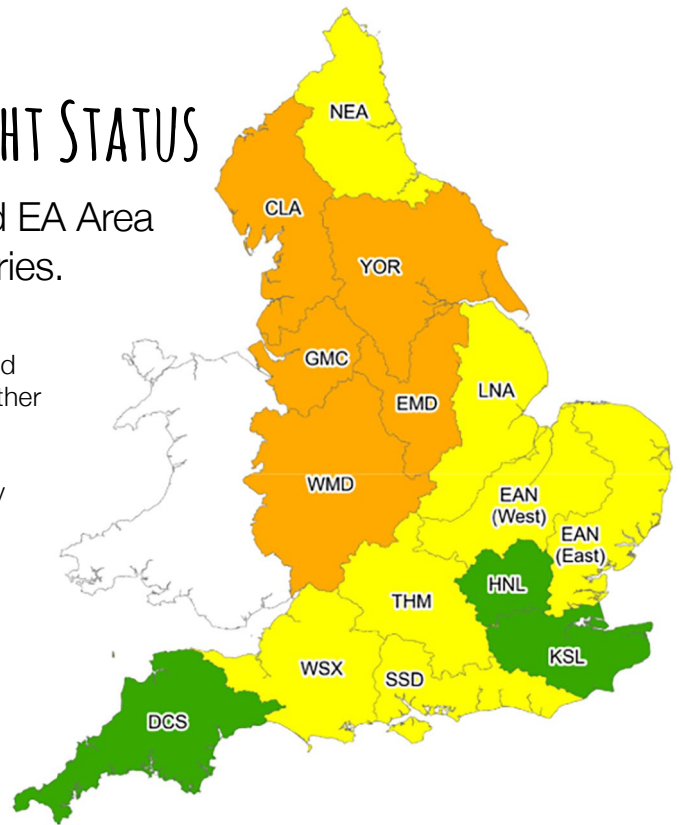 HT STATUS
d EA Area
ries.
d
ther
y
NEA
CLA
YOR
GMC
EMD
LNA
WMD
EAN
(West)
EAN
(East)
HNL
THM
KSL
WSX
SSD
DCS